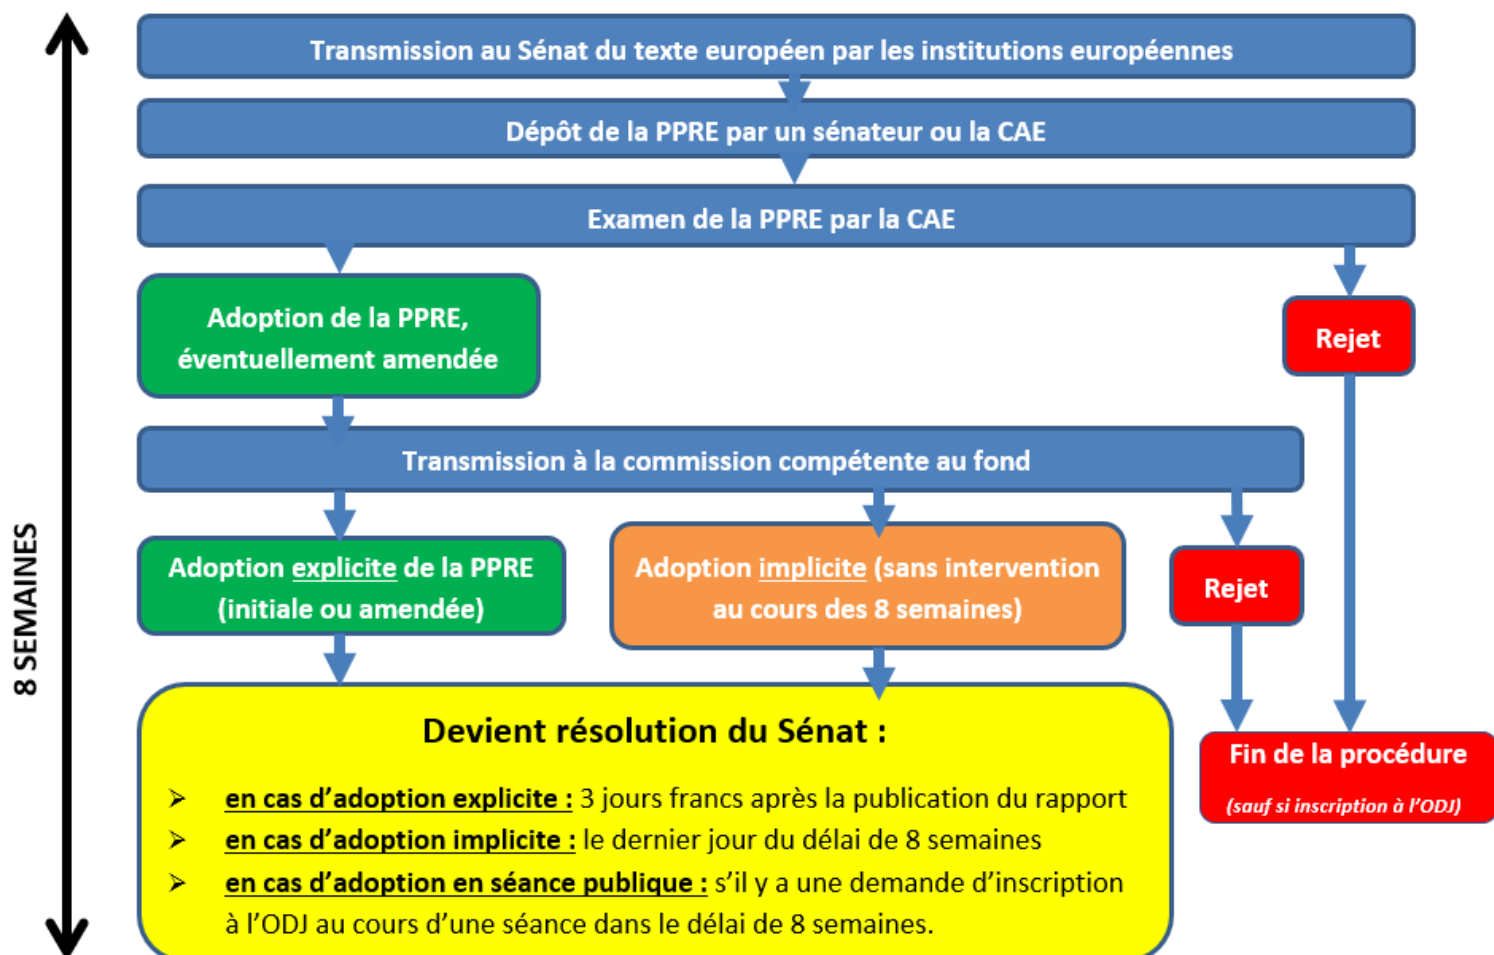 Transmission au Sénat du texte européen par les institutions européennes
Dépôt de la PPRE par un sénateur ou la CAE
Examen de la PPRE par la CAE
Adoption de la PPRE,
éventuellement amendée
Rejet
Transmission à la commission compétente au fond
Adoption explicite de la PPRE
(initiale ou amendée)
Adoption implicite (sans intervention
au cours des 8 semaines)
Rejet
8 SEMAINES
Devient résolution du Sénat :
➢ en cas d’adoption explicite : 3 jours francs après la publication du rapport
➢ en cas d’adoption implicite : le dernier jour du délai de 8 semaines
➢ en cas d’adoption en séance publique : s’il y a une demande d’inscription
à l’ODJ au cours d’une séance dans le délai de 8 semaines.
Fin de la procédure
(sauf si inscription à l’ODJ)